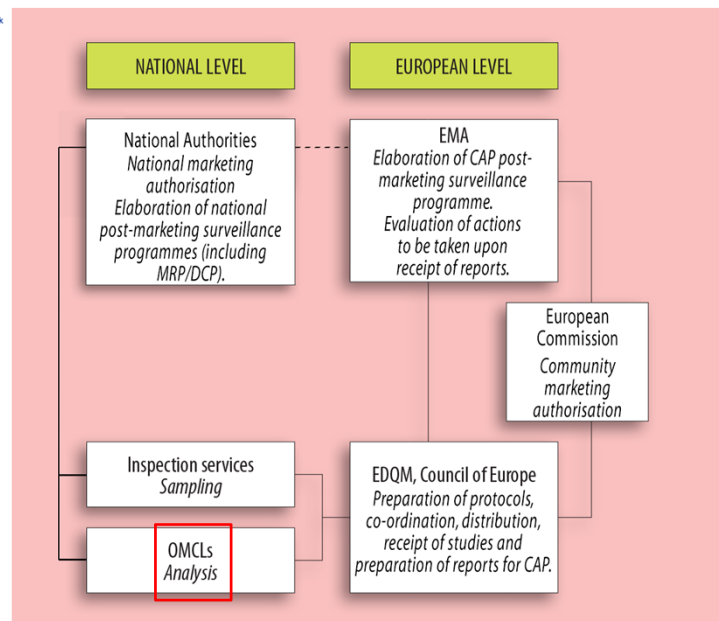 k
NATIONAL LEVEL
EUROPEAN LEVEL
National Authorities
National marketing
authorisation
Elaboration of national
post-marketing surveillance
programmes (including
MRP/DCP).
EMA
Elaboration of CAP post-
marketing surveillance
programme.
Evaluation of actions
to be taken upon
receipt of reports.
European
Commission
Community
marketing
authorisation
Inspection services
Sampling
OMCLs
Analysis
EDQM, Council of Europe
Preparation of protocols,
co-ordination, distribution,
receipt of studies and
preparation of reports for CAP.